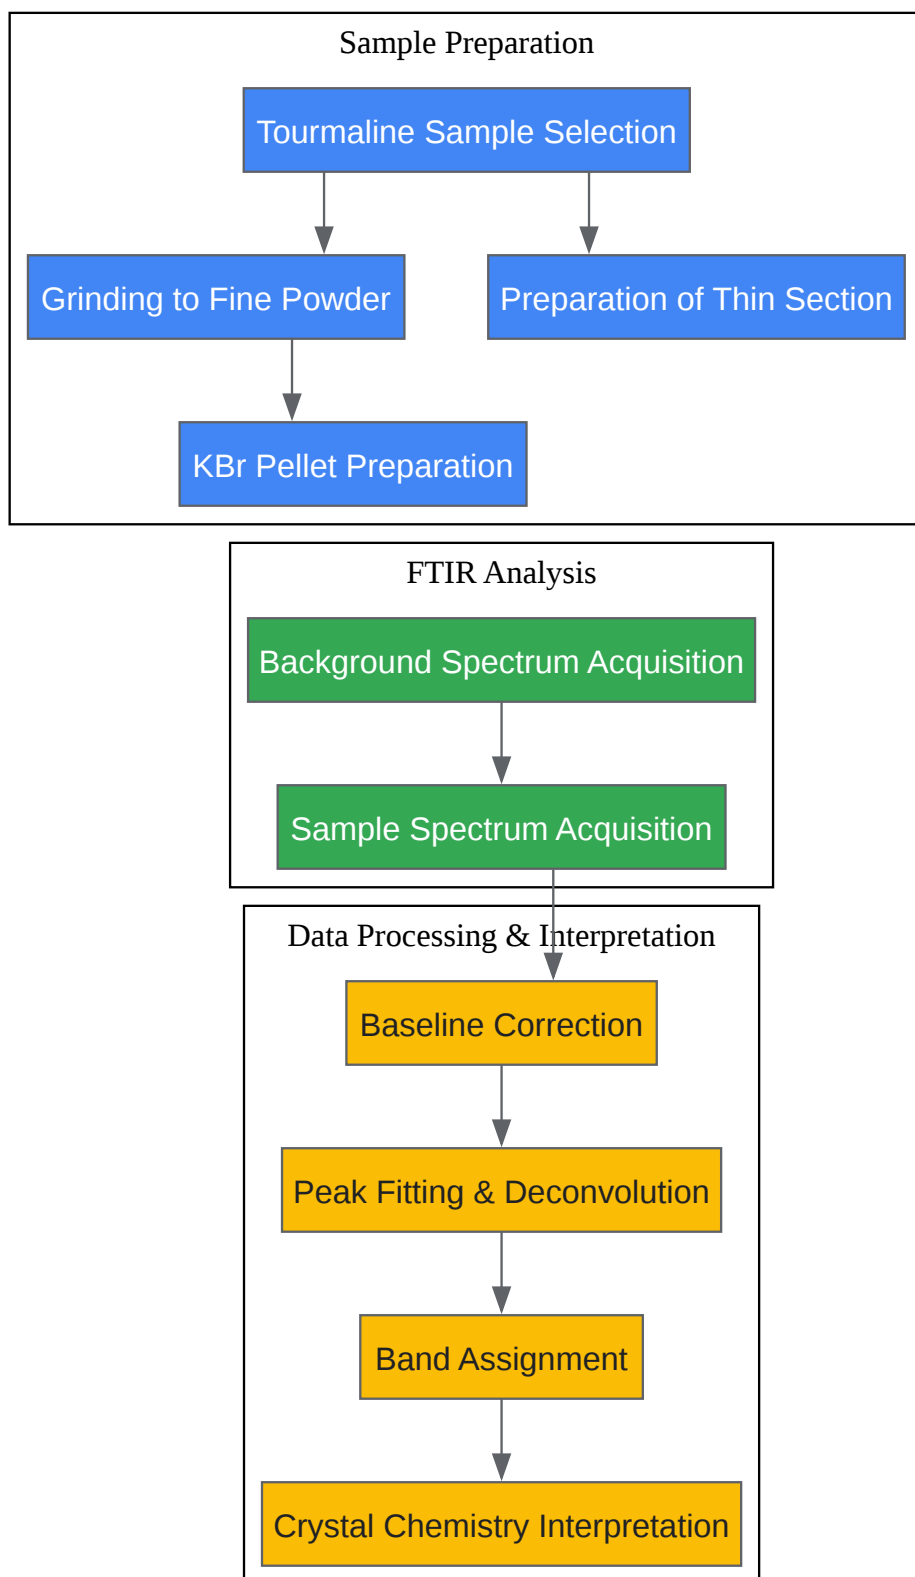 Sample Preparation
Tourmaline Sample Selection
Grinding to Fine Powder
Preparation of Thin Section
KBr Pellet Preparation
FTIR Analysis
Background Spectrum Acquisition
Sample Spectrum Acquisition
Data Processing & Interpretation
Baseline Correction
Peak Fitting & Deconvolution
Band Assignment
Crystal Chemistry Interpretation